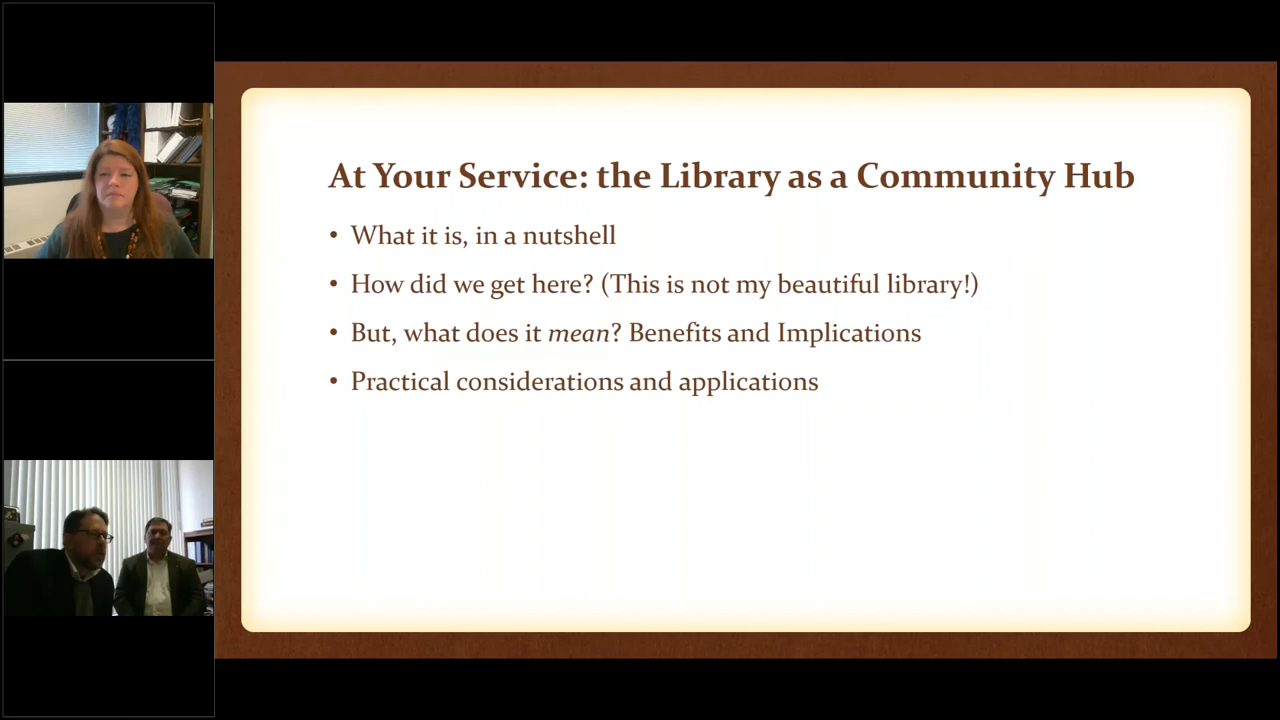 At Your Service: the Library as a Community Hub
• What it is, in a nutshell
• How did we get here? (This is not my beautiful library!)
• But, what does it mean? Benefits and Implications
• Practical considerations and applications